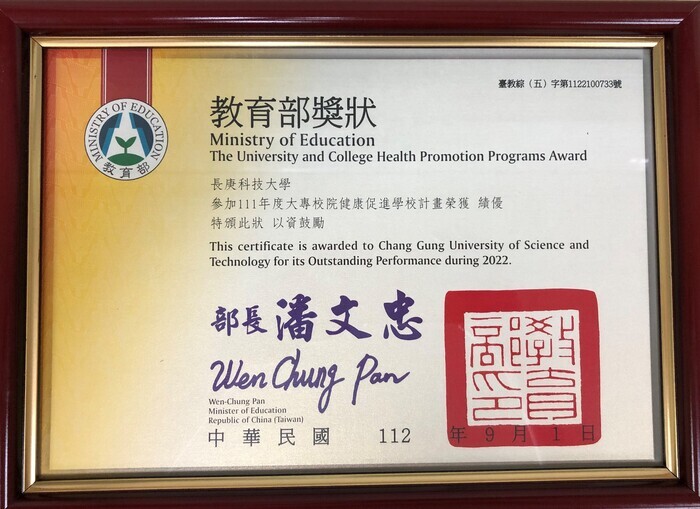 臺教綜（五）字第1122100733號
MINISTRY OF EDUCATION
教育部
教育部獎狀
Ministry of Education
The University and College Health Promotion Programs Award
長庚科技大學
參加111年度大專校院健康促進學校計畫榮獲 績優
特頒此狀 以資鼓勵
This certificate is awarded to Chang Gung University of Science and
Technology for its Outstanding Performance during 2022.
部長 潘文忠
Wen Chung Pan
Wen-Chung Pan
Minister of Education
Republic of China (Taiwan)
教育部印
中華民國 112 年 9 月 1 日